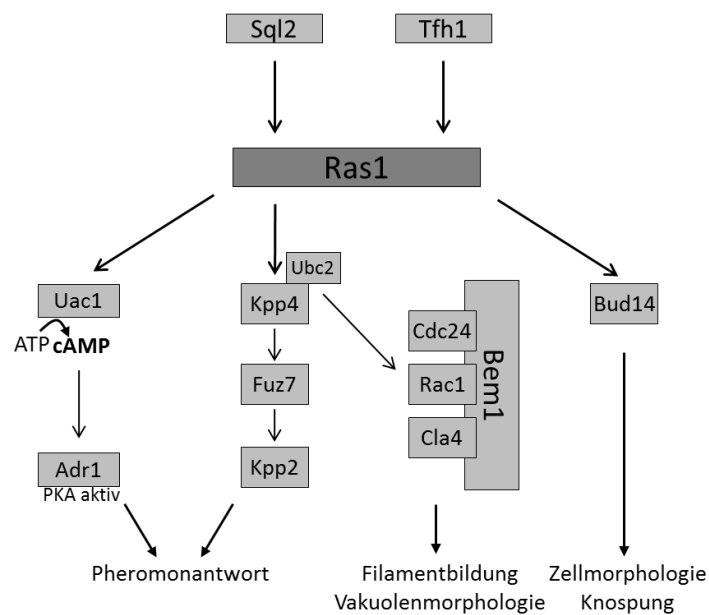 Sql2
Tfh1
Ras1
Ubc2
Uac1
Kpp4
Bud14
Cdc24
ATP cAMP
Bem1
Fuz7
Rac1
Cla4
Adr1
Kpp2
PKA aktiv
Pheromonantwort
Filamentbildung
Vakuolenmorphologie
Zellmorphologie
Knospung